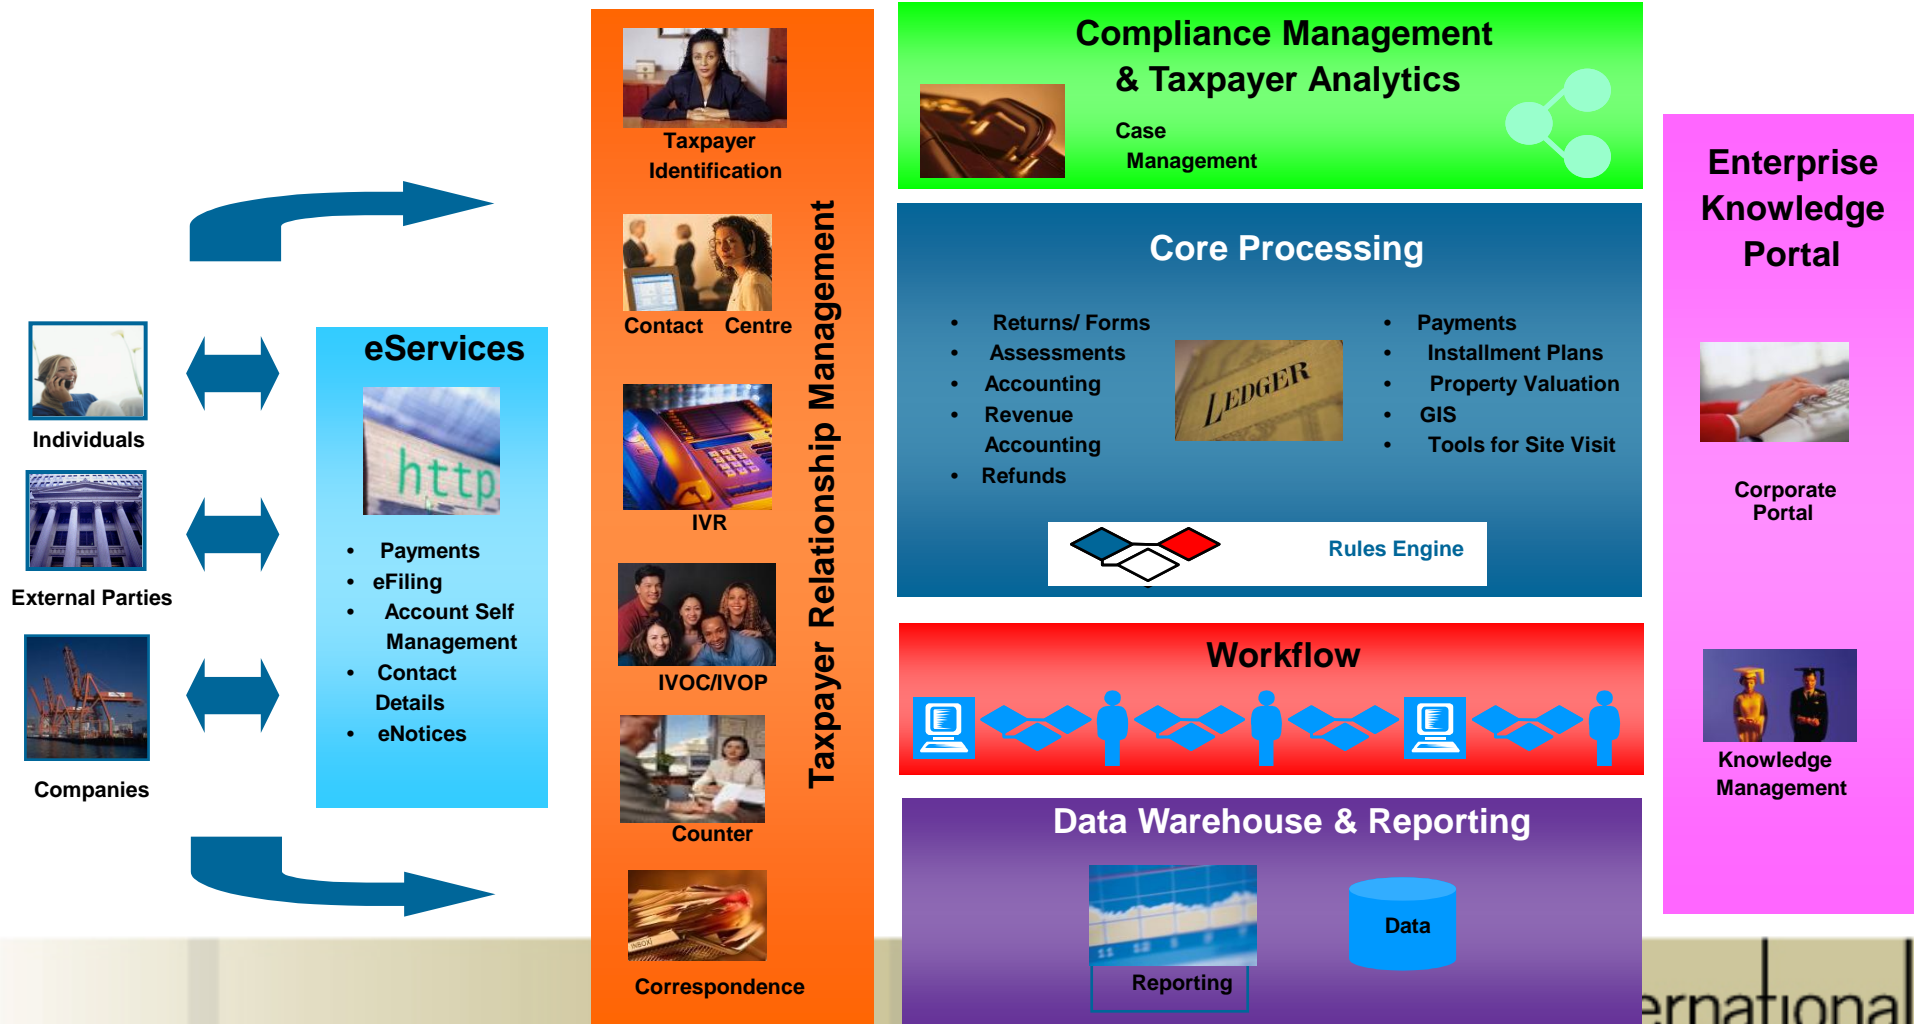 Individuals
External Parties
Companies
eServices
http
• Payments
• eFiling
• Account Self
Management
• Contact
Details
• eNotices
Taxpayer
Identification
Contact Centre
IVR
IVOC/IVOP
Counter
INBOX
Correspondence
Taxpayer Relationship Management
Compliance Management
& Taxpayer Analytics
Case
Management
Core Processing
• Returns/ Forms
• Assessments
• Accounting
• Revenue
Accounting
• Refunds
LEDGER
• Payments
• Installment Plans
• Property Valuation
• GIS
• Tools for Site Visit
Rules Engine
Workflow
Data Warehouse & Reporting
11 12
Reporting
Data
Enterprise
Knowledge
Portal
Corporate
Portal
Knowledge
Management
ernational